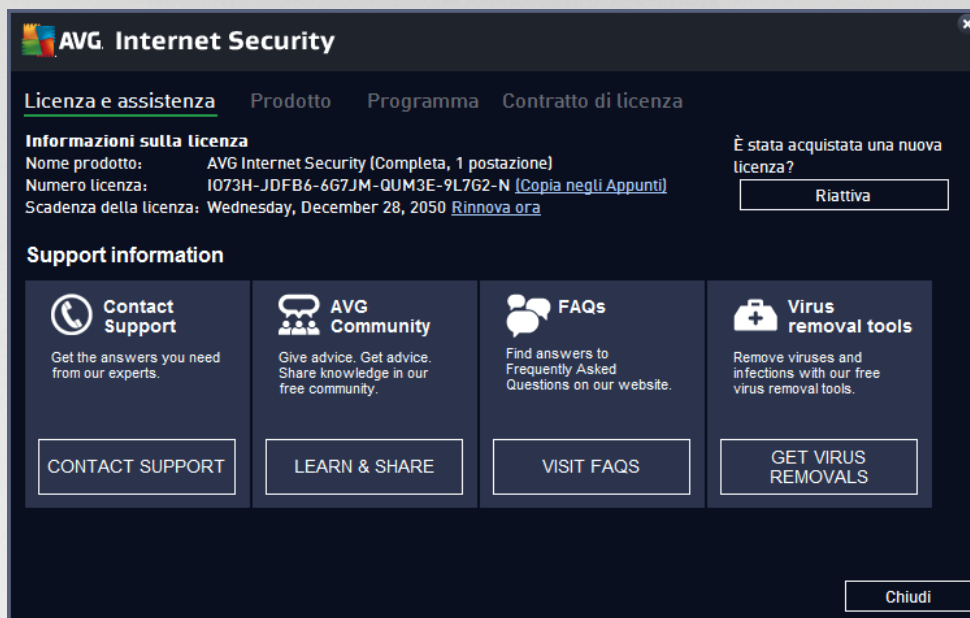 AVG. Internet Security
Licenza e assistenza Prodotto Programma Contratto di licenza
Informazioni sulla licenza
Nome prodotto: AVG Internet Security (Completa, 1 postazione)
Numero licenza: IO73H-JDFB6-6G7JM-QUM3E-9L7G2-N (Copia negli Appunti)
Scadenza della licenza: Wednesday, December 28, 2050 Rinnova ora
È stata acquistata una nuova
licenza?
Riattiva
Support information
Contact
Support
Get the answers you need
from our experts.
CONTACT SUPPORT
AVG
Community
Give advice. Get advice.
Share knowledge in our
free community.
LEARN & SHARE
FAQs
Find answers to
Frequently Asked
Questions on our website.
VISIT FAQS
Virus
removal tools
Remove viruses and
infections with our free
virus removal tools.
GET VIRUS
REMOVALS
Chiudi